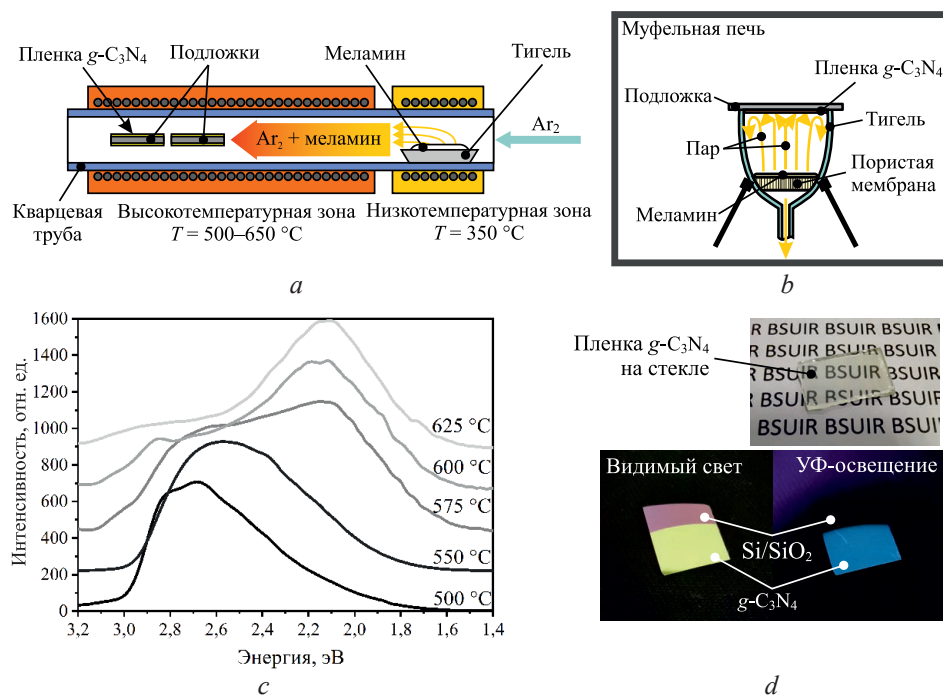 Пленка g-C₃N₄
Подложки
Меламин
Тигель
Ar₂ + меламин
Ar₂
Кварцевая
труба
Высокотемпературная зона
T = 500–650 °C
Низкотемпературная зона
T = 350 °C
a
Муфельная печь
Пленка g-C₃N₄
Подложка
Тигель
Пар
Пористая
мембрана
Меламин
b
Интенсивность, отн. ед.
1600
1400
1200
1000
800
600
400
200
0
625 °C
600 °C
575 °C
550 °C
500 °C
3,2 3,0 2,6 2,4 2,2 2,0 1,8 1,6 1,4
Энергия, эВ
c
Пленка g-C₃N₄
на стекле
BSUIR BSUIR BSUIR
BSUIR BSUIR BSUIR
BSUIR BSUIR
BSUIR BSUIR BSUIR
BSUIR BSUIR BSUIR
Видимый свет
УФ-освещение
Si/SiO₂
g-C₃N₄
d